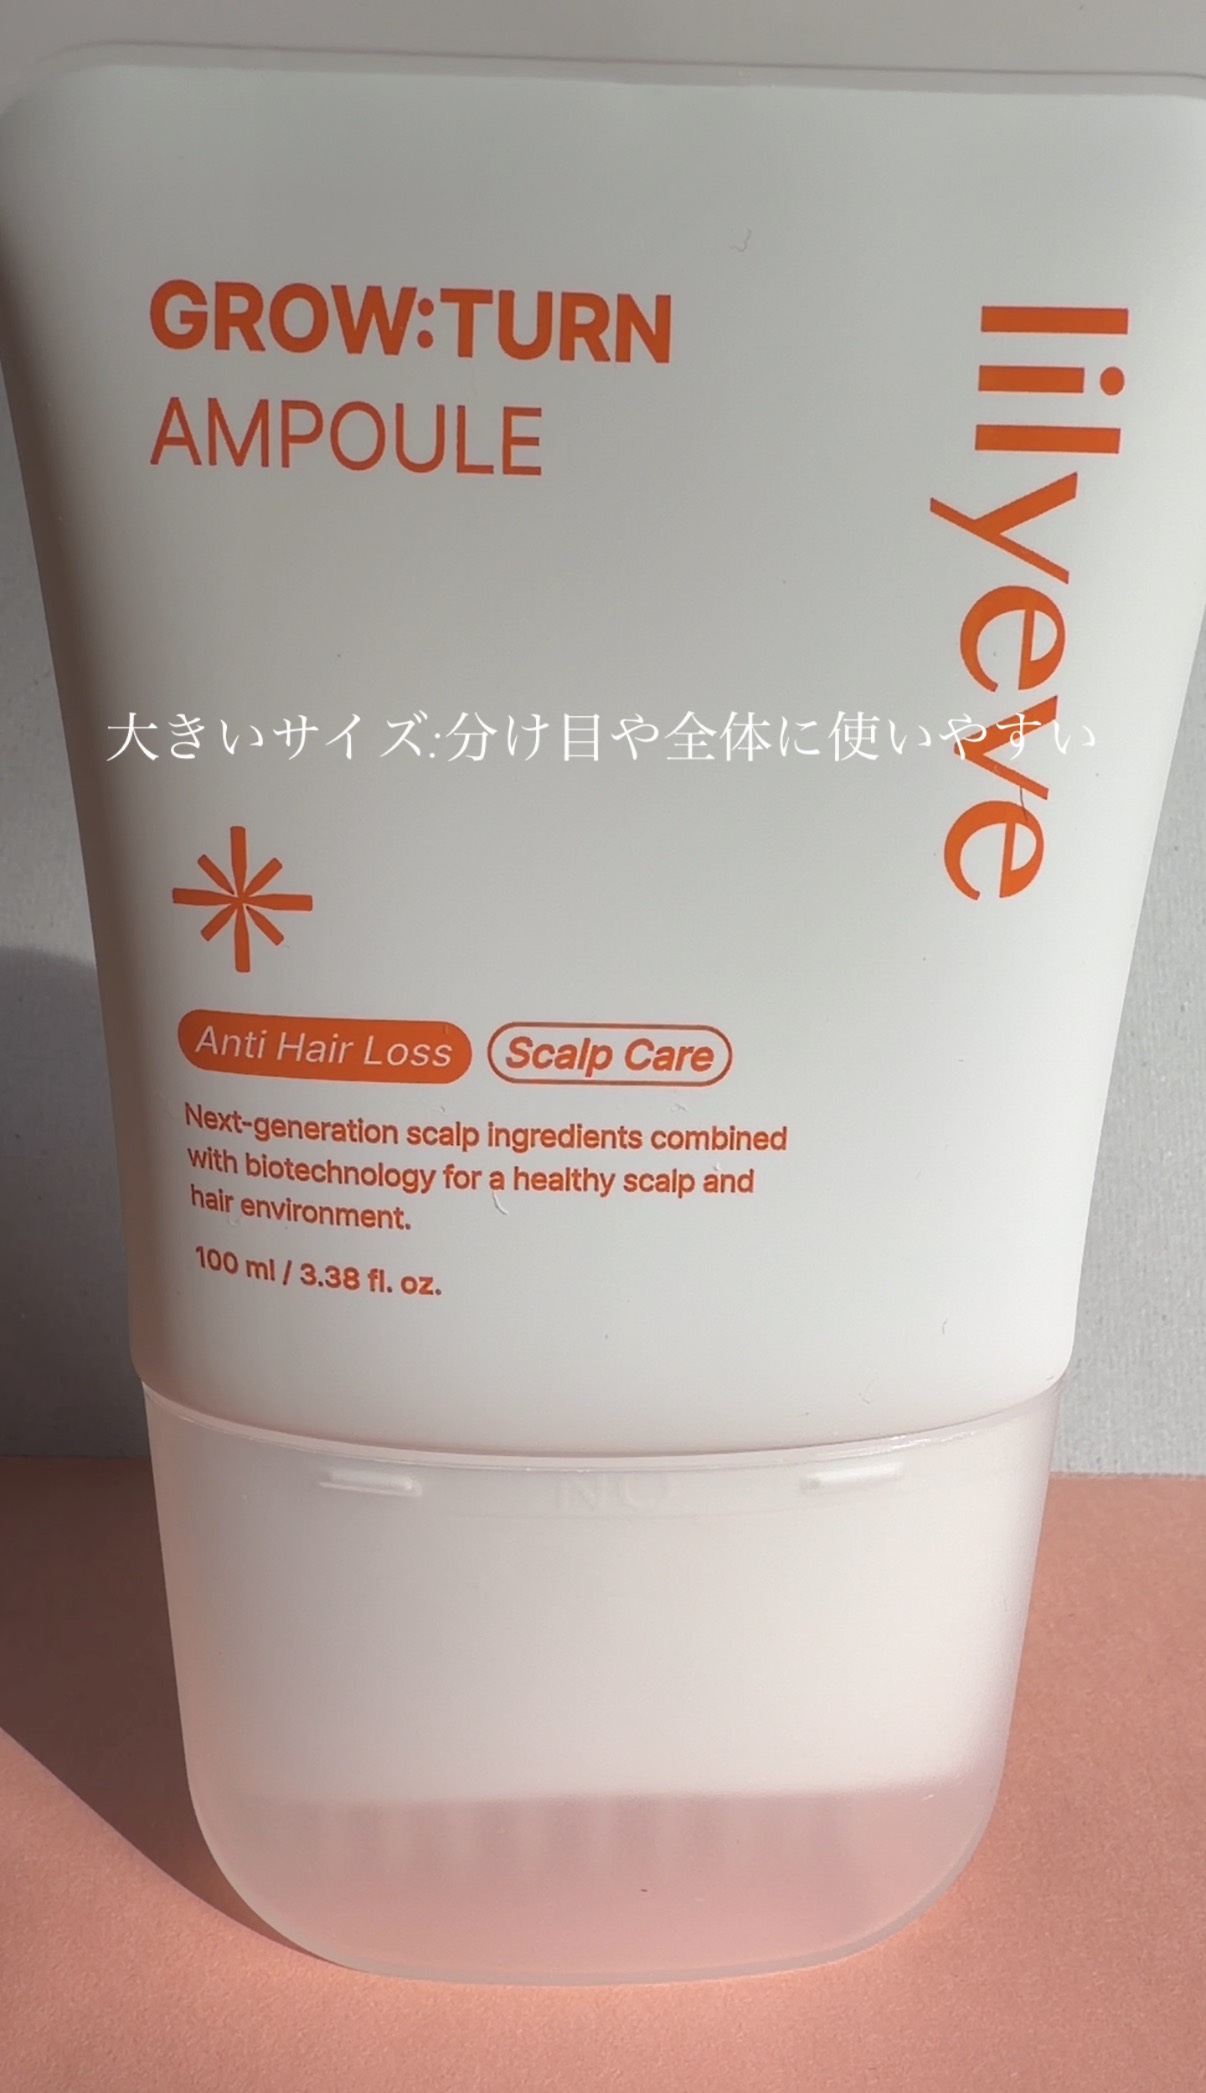 GROW:TURN
AMPOULE
lilyeve
大きいサイズ:分け目や全体に使いやすい
Anti Hair Loss
Scalp Care
Next-generation scalp ingredients combined
with biotechnology for a healthy scalp and
hair environment.
100 ml / 3.38 fl. oz.